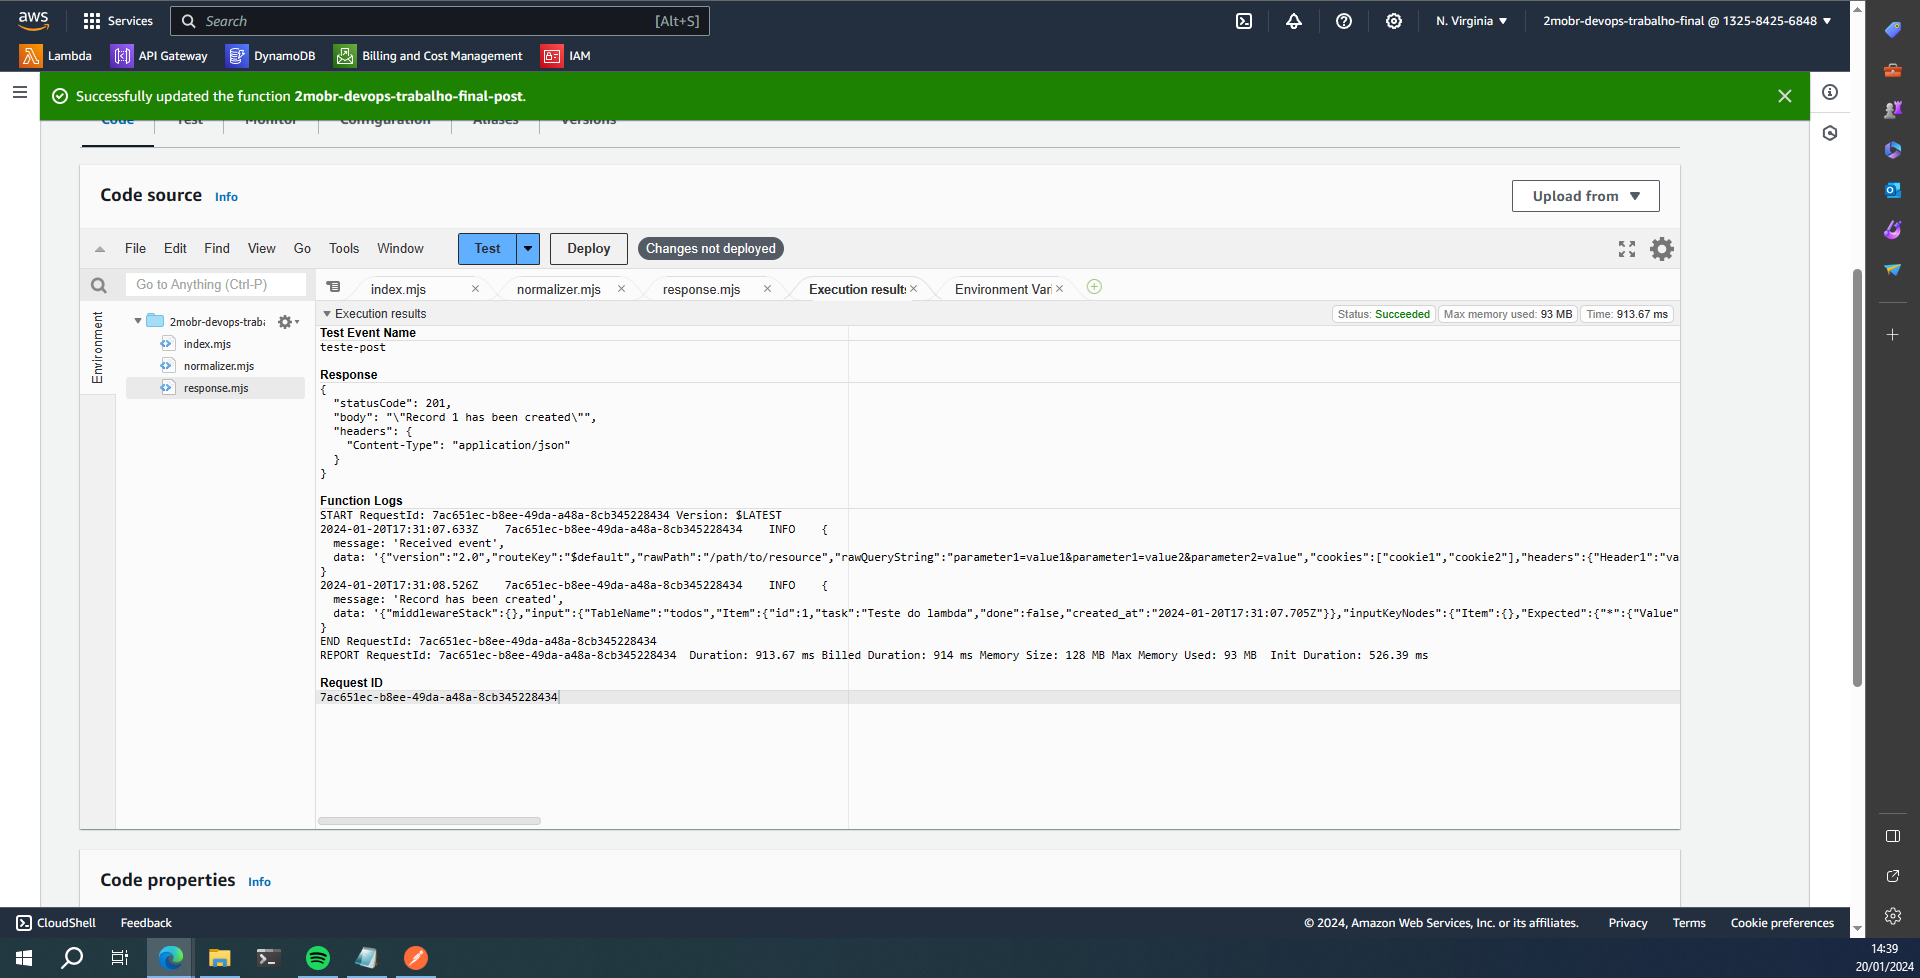 aws
Services
Search
[Alt+S]
N. Virginia
2mobr-devops-trabalho-final @ 1325-8425-6848
Lambda
API Gateway
DynamoDB
Billing and Cost Management
IAM
Successfully updated the function 2mobr-devops-trabalho-final-post.
Code
Test
Monitor
Configuration
Aliases
Versions
Code source
Info
Upload from
File
Edit
Find
View
Go
Tools
Window
Test
Deploy
Changes not deployed
Go to Anything (Ctrl-P)
index.mjs
normalizer.mjs
response.mjs
Execution results
Environment Var
Environment
2mobr-devops-traba
index.mjs
normalizer.mjs
response.mjs
Execution results
Status: Succeeded
Max memory used: 93 MB
Time: 913.67 ms
Test Event Name
teste-post
Response
{
"statusCode": 201,
"body": "\"Record 1 has been created\"",
"headers": {
"Content-Type": "application/json"
}
}
Function Logs
START RequestId: 7ac651ec-b8ee-49da-a48a-8cb345228434 Version: $LATEST
2024-01-20T17:31:07.633Z 7ac651ec-b8ee-49da-a48a-8cb345228434 INFO {
message: 'Received event',
data: '{"version":"2.0","routeKey":"$default","rawPath":"/path/to/resource","rawQueryString":"parameter1=value1&parameter1=value2&parameter2=value","cookies":["cookie1","cookie2"],"headers":{"Header1":"va
}
2024-01-20T17:31:08.526Z 7ac651ec-b8ee-49da-a48a-8cb345228434 INFO {
message: 'Record has been created',
data: '{"middlewareStack":{},"input":{"TableName":"todos","Item":{"id":1,"task":"Teste do lambda","done":false,"created_at":"2024-01-20T17:31:07.705Z"}},"inputKeyNodes":{"Item":{},"Expected":{"*":{"Value"
}
END RequestId: 7ac651ec-b8ee-49da-a48a-8cb345228434
REPORT RequestId: 7ac651ec-b8ee-49da-a48a-8cb345228434 Duration: 913.67 ms Billed Duration: 914 ms Memory Size: 128 MB Max Memory Used: 93 MB Init Duration: 526.39 ms
Request ID
7ac651ec-b8ee-49da-a48a-8cb345228434
Code properties
Info
CloudShell
Feedback
© 2024, Amazon Web Services, Inc. or its affiliates.
Privacy
Terms
Cookie preferences
14:39
20/01/2024